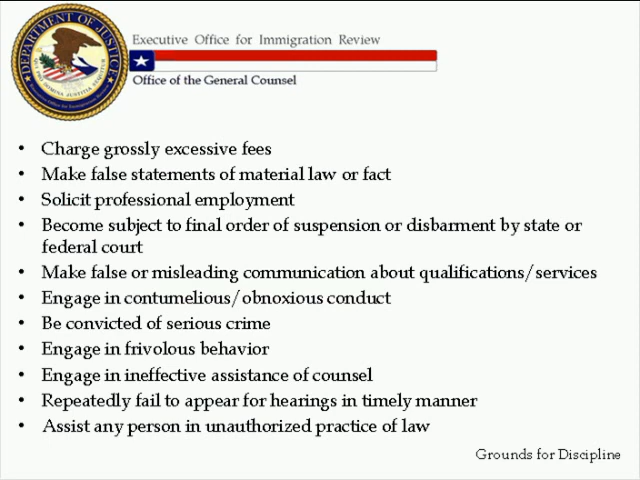 DEPARTMENT OF JUSTICE
Executive Office for Immigration Review
Office of the General Counsel
• Charge grossly excessive fees
• Make false statements of material law or fact
• Solicit professional employment
• Become subject to final order of suspension or disbarment by state or
federal court
• Make false or misleading communication about qualifications/services
• Engage in contumelious/obnoxious conduct
• Be convicted of serious crime
• Engage in frivolous behavior
• Engage in ineffective assistance of counsel
• Repeatedly fail to appear for hearings in timely manner
• Assist any person in unauthorized practice of law
Grounds for Discipline